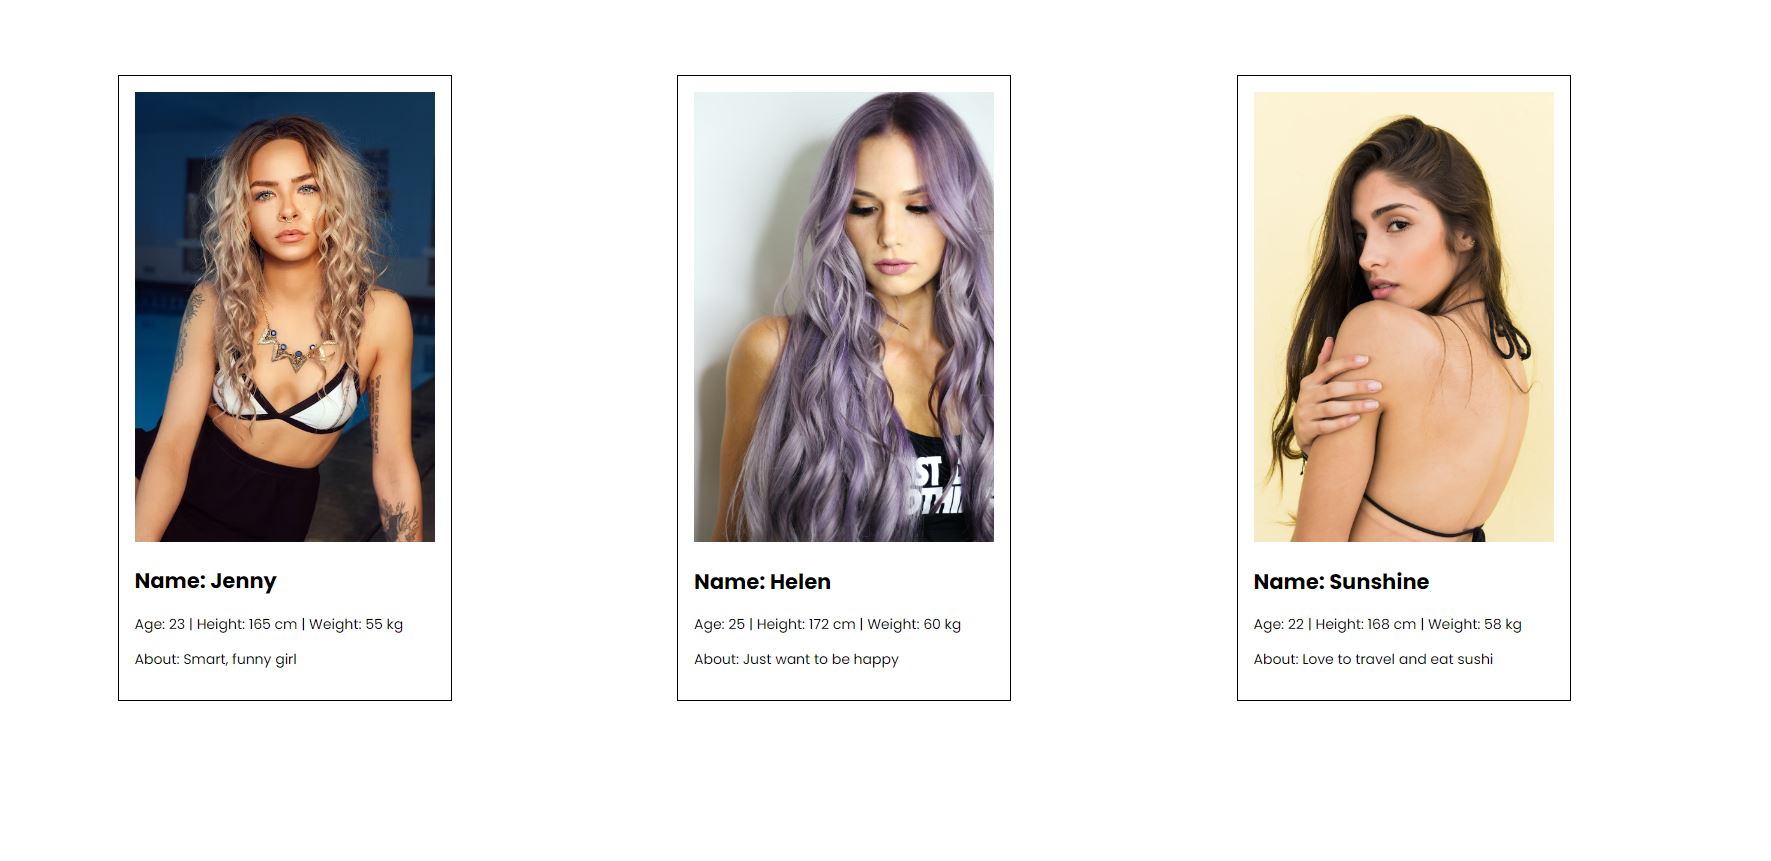 Name: Jenny
Age: 23 | Height: 165 cm | Weight: 55 kg
About: Smart, funny girl
Name: Helen
Age: 25 | Height: 172 cm | Weight: 60 kg
About: Just want to be happy
Name: Sunshine
Age: 22 | Height: 168 cm | Weight: 58 kg
About: Love to travel and eat sushi